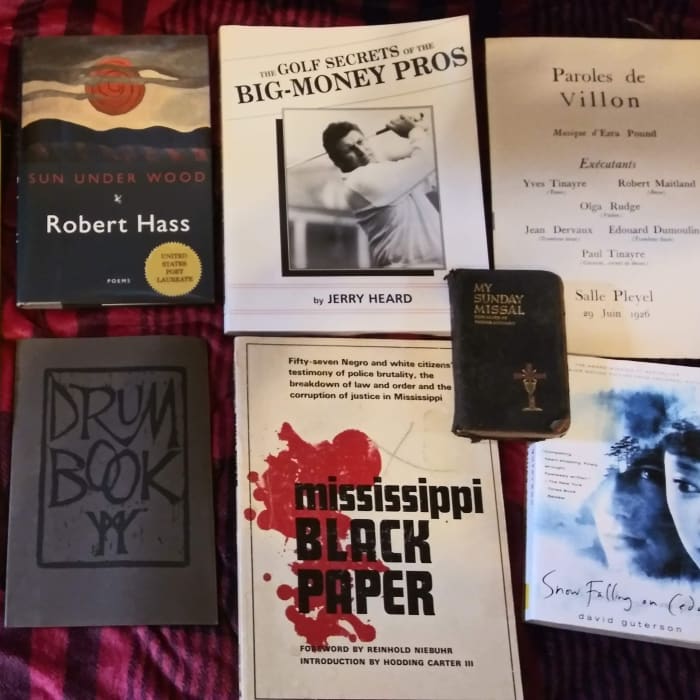 SUN UNDER WOOD
Robert Hass
UNITED
STATES
POET
LAUREATE
POEMS
THE GOLF SECRETS OF THE
BIG-MONEY PROS
by JERRY HEARD
Paroles de
Villon
Musique d'Ezra Pound
Exécutants
Yves Tinayre Robert Maitland
Olga Rudge
Jean Dervaux Edouard Dumoulin
Paul Tinayre
Salle Pleyel
29 Juin 1926
MY
SUNDAY
MISSAL
DRUM
BOOK
Fifty-seven Negro and white citizens'
testimony of police brutality, the
breakdown of law and order and the
corruption of justice in Mississippi
mississippi
BLACK
PAPER
FOREWORD BY REINHOLD NIEBUHR
INTRODUCTION BY HODDING CARTER III
Snow Falling on Ceda
david guterson